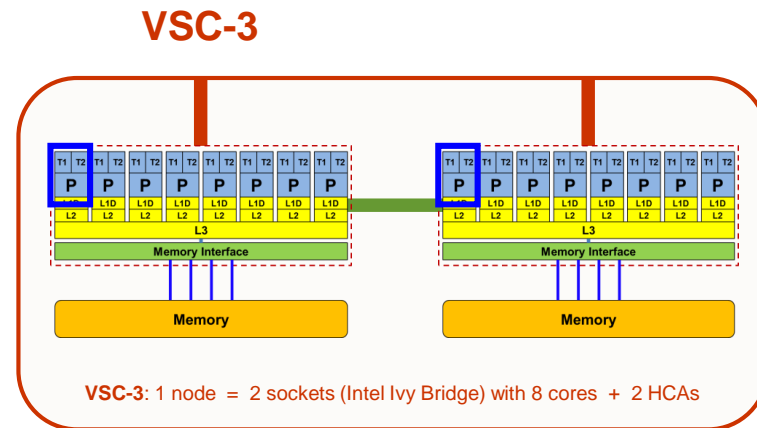 VSC-3
T1 T2 T1 T2 T1 T2 T1 T2 T1 T2 T1 T2 T1 T2 T1 T2 T1 T2 T1 T2 T1 T2 T1 T2 T1 T2 T1 T2 T1 T2 T1 T2
P P P P P P P P P P P P P P P P
L1D L1D L1D L1D L1D L1D L1D L1D L1D L1D L1D L1D L1D L1D L1D L1D
L2 L2 L2 L2 L2 L2 L2 L2 L2 L2 L2 L2 L2 L2 L2 L2
L3 L3
Memory Interface Memory Interface
Memory Memory
VSC-3: 1 node = 2 sockets (Intel Ivy Bridge) with 8 cores + 2 HCAs